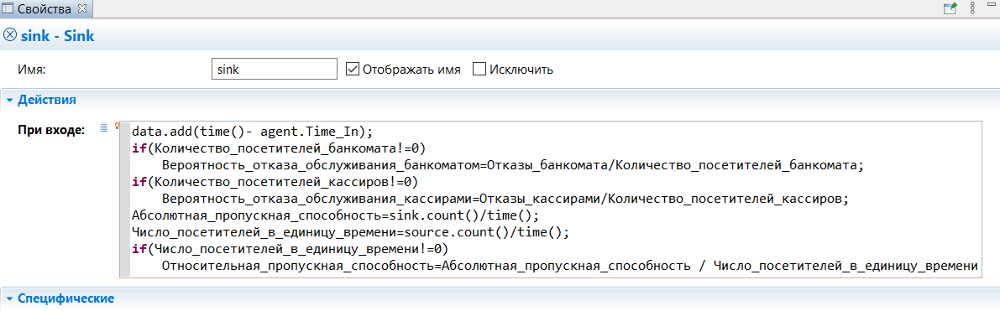 Свойства
sink - Sink
Имя: sink Отображать имя Исключить
Действия
При входе:
data.add(time()- agent.Time_In);
if(Количество_посетителей_банкомата!=0)
Вероятность_отказа_обслуживания_банкоматом=Отказы_банкомата/Количество_посетителей_банкомата;
if(Количество_посетителей_кассиров!=0)
Вероятность_отказа_обслуживания_кассирами=Отказы_кассирами/Количество_посетителей_кассиров;
Абсолютная_пропускная_способность=sink.count()/time();
Число_посетителей_в_единицу_времени=source.count()/time();
if(Число_посетителей_в_единицу_времени!=0)
Относительная_пропускная_способность=Абсолютная_пропускная_способность / Число_посетителей_в_единицу_времени
Специфические